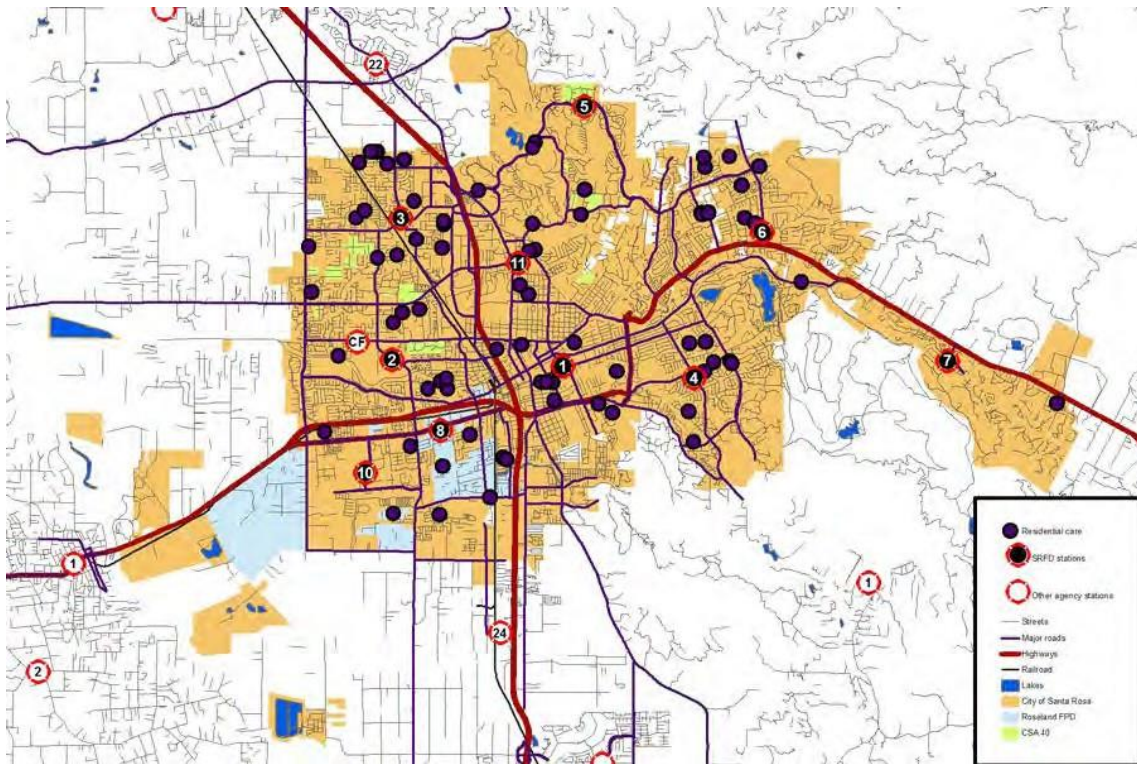 22
5
3
6
11
CF
2
1
7
4
8
10
1
1
24
2
Residential care
SRFD stations
Other agency stations
Streets
Major roads
Highways
Railroad
Lakes
City of Santa Rosa
Roseland FPD
CSA 40